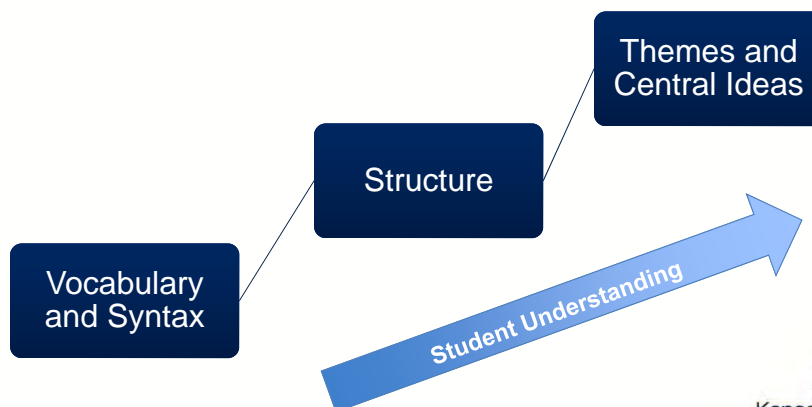 Themes and
Central Ideas
Structure
Vocabulary
and Syntax
Student Understanding